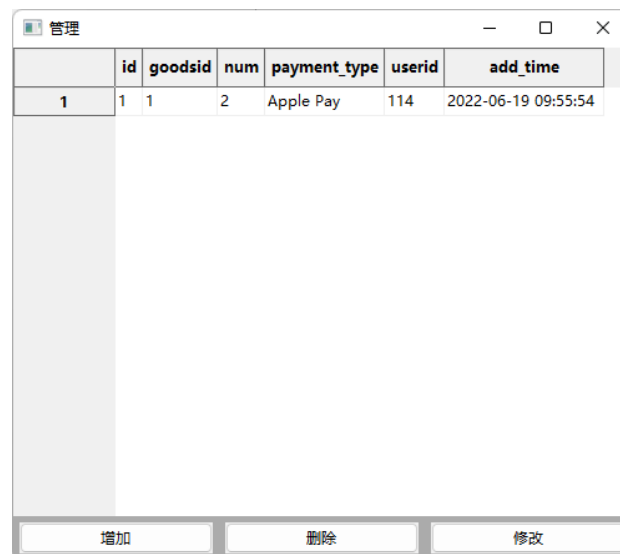 管理
id goodsid num payment_type userid add_time
1 1 1 2 Apple Pay 114 2022-06-19 09:55:54
增加 删除 修改